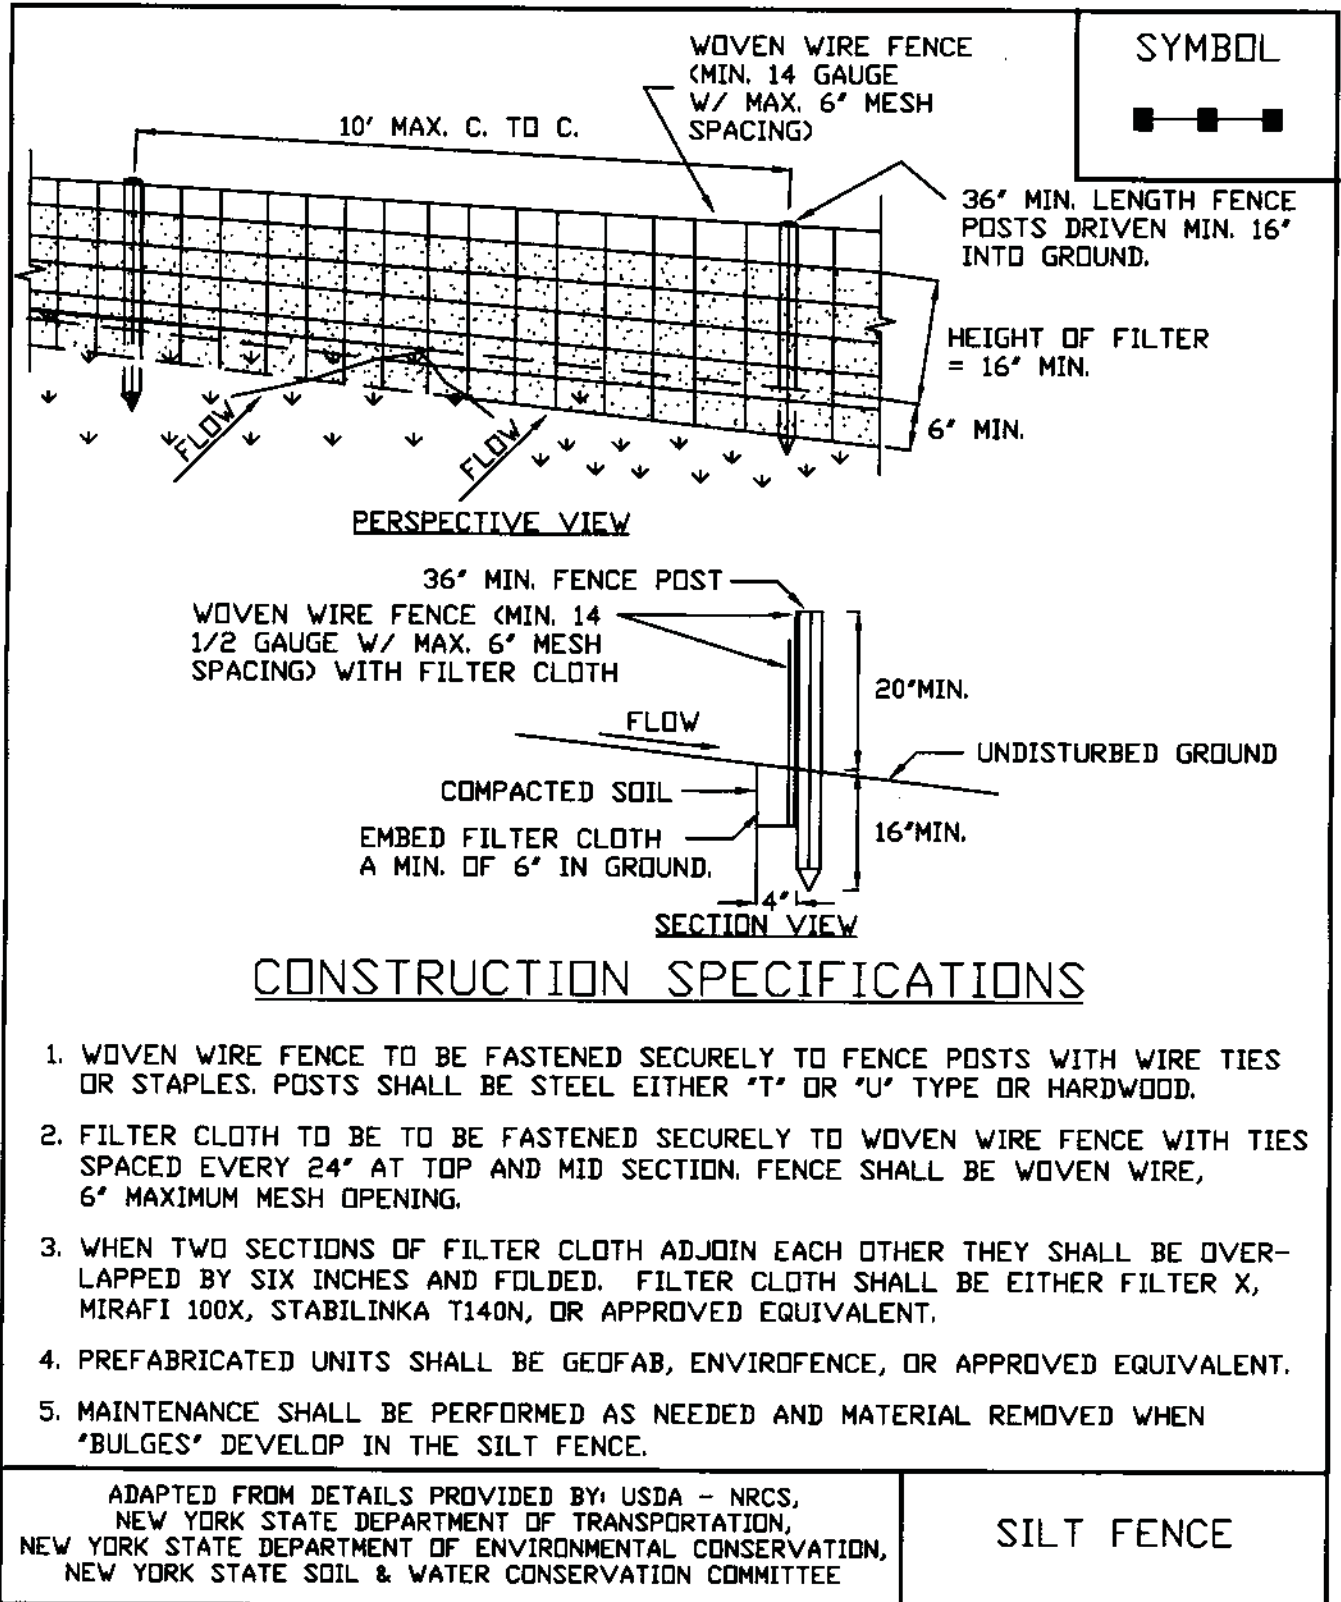 WOVEN WIRE FENCE
(MIN. 14 GAUGE
W/ MAX. 6" MESH
SPACING)
SYMBOL
10' MAX. C. TO C.
36" MIN. LENGTH FENCE
POSTS DRIVEN MIN. 16"
INTO GROUND.
HEIGHT OF FILTER
= 16" MIN.
6" MIN.
FLOW
FLOW
PERSPECTIVE VIEW
36" MIN. FENCE POST
WOVEN WIRE FENCE (MIN. 14
1/2 GAUGE W/ MAX. 6" MESH
SPACING) WITH FILTER CLOTH
20"MIN.
FLOW
UNDISTURBED GROUND
COMPACTED SOIL
EMBED FILTER CLOTH
A MIN. OF 6" IN GROUND.
16"MIN.
4"
SECTION VIEW
CONSTRUCTION SPECIFICATIONS
1. WOVEN WIRE FENCE TO BE FASTENED SECURELY TO FENCE POSTS WITH WIRE TIES
OR STAPLES. POSTS SHALL BE STEEL EITHER "T" OR "U" TYPE OR HARDWOOD.
2. FILTER CLOTH TO BE TO BE FASTENED SECURELY TO WOVEN WIRE FENCE WITH TIES
SPACED EVERY 24" AT TOP AND MID SECTION. FENCE SHALL BE WOVEN WIRE,
6" MAXIMUM MESH OPENING.
3. WHEN TWO SECTIONS OF FILTER CLOTH ADJOIN EACH OTHER THEY SHALL BE OVER-
LAPPED BY SIX INCHES AND FOLDED. FILTER CLOTH SHALL BE EITHER FILTER X,
MIRAFI 100X, STABILINKA T140N, OR APPROVED EQUIVALENT.
4. PREFABRICATED UNITS SHALL BE GEOFAB, ENVIROFENCE, OR APPROVED EQUIVALENT.
5. MAINTENANCE SHALL BE PERFORMED AS NEEDED AND MATERIAL REMOVED WHEN
"BULGES" DEVELOP IN THE SILT FENCE.
ADAPTED FROM DETAILS PROVIDED BY: USDA - NRCS,
NEW YORK STATE DEPARTMENT OF TRANSPORTATION,
NEW YORK STATE DEPARTMENT OF ENVIRONMENTAL CONSERVATION,
NEW YORK STATE SOIL & WATER CONSERVATION COMMITTEE
SILT FENCE